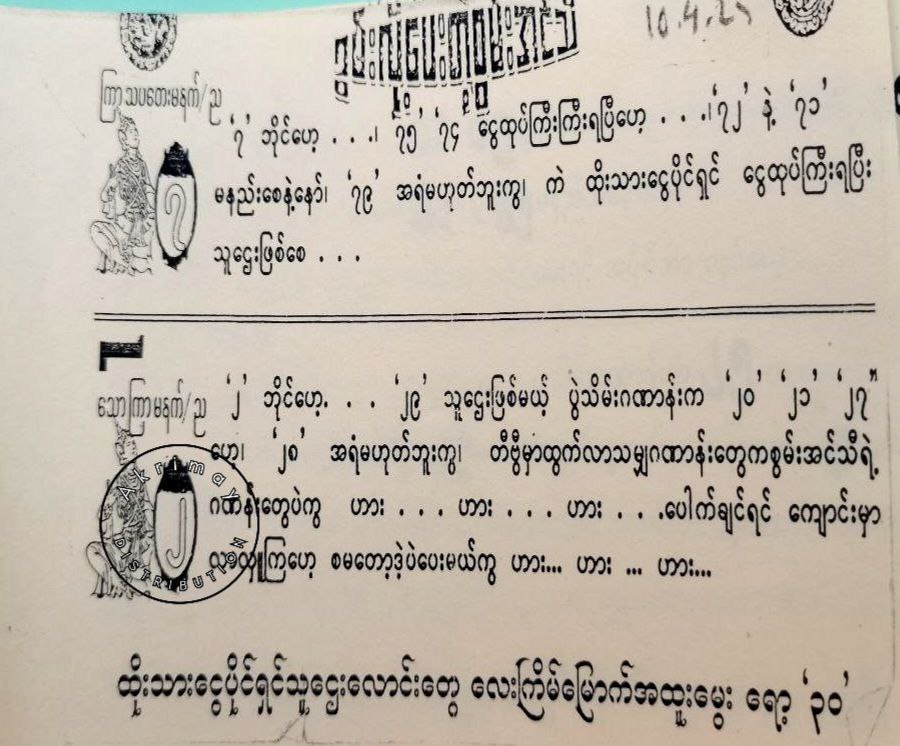 10.4.25
ကြာသပတေးမနက်/ည
‘၇’ ဘိုင်ဟေ့ . . .၊ ‘၇၅’ ‘၇၄’ ငွေထုပ်ကြီးကြီးရပြီဟေ့ . . .၊‘၇၂’ နဲ့ ‘၇၁’
မနည်းစေနဲ့နော်၊ ‘၇၉’ အရံမဟုတ်ဘူးကွ၊ ကဲ ထိုးသားငွေပိုင်ရှင် ငွေထုပ်ကြီးရပြီး
၇
သူဌေးဖြစ်စေ . . .
သောကြာမနက်/ည
‘၂’ ဘိုင်ဟေ့. . . ‘၂၉’ သူဌေးဖြစ်မယ့် ပွဲသိမ်းဂဏာန်းက ‘၂၀’ ‘၂၁’ ‘၂၇”
ဟေ့၊ ‘၂၈’ အရံမဟုတ်ဘူးကွ၊ တီဗွီမှာထွက်လာသမျှဂဏာန်းတွေကစွမ်းအင်သီရဲ့
၂
ဂဏန်းတွေပဲကွ ဟား . . . ဟား . . . ဟား . . .ပေါက်ချင်ရင် ကျောင်းမှာ
လာလှူကြဟေ့ စမတော့ဒဲ့ပဲပေးမယ်ကွ ဟား... ဟား ... ဟား...
Akrimay
DISTRIBUTION
ထိုးသားငွေပိုင်ရှင်သူဌေးလောင်းတွေ လေးကြိမ်မြောက်အထူးမွေး ရော့ ‘၃၀’